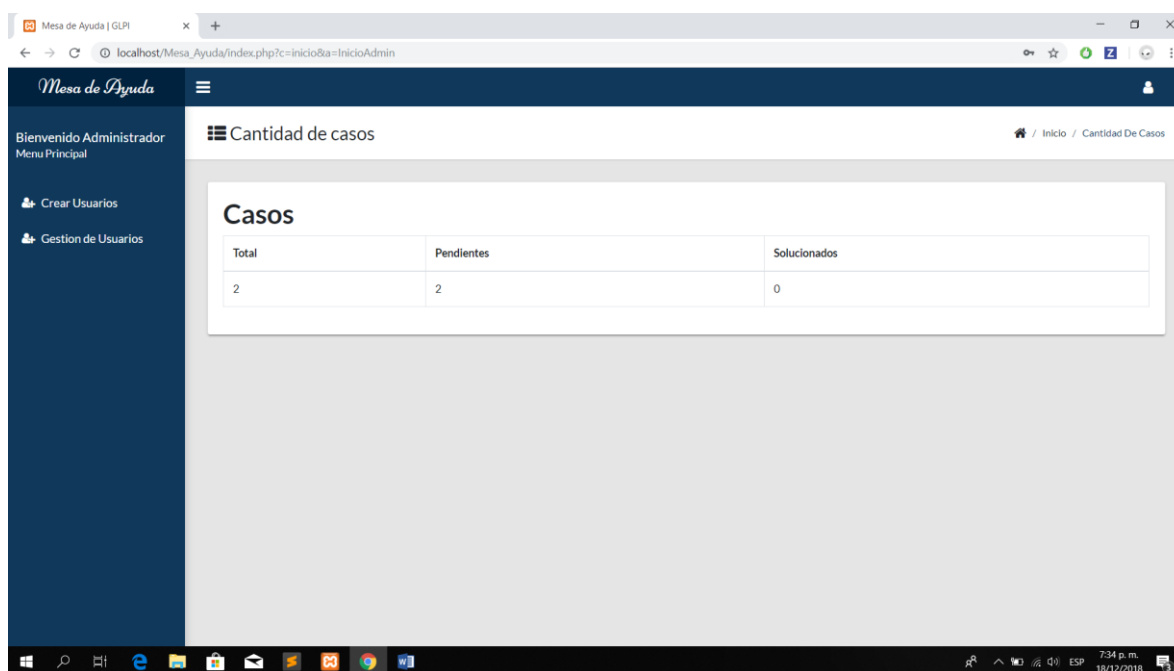 Mesa de Ayuda | GLPI
localhost/Mesa_Ayuda/index.php?c=inicio&a=InicioAdmin
Z
Mesa de Ayuda
Bienvenido Administrador
Menu Principal
Crear Usuarios
Gestion de Usuarios
Cantidad de casos
/ Inicio / Cantidad De Casos
Casos
Total Pendientes Solucionados
2 2 0
ESP
7:34 p. m.
18/12/2018